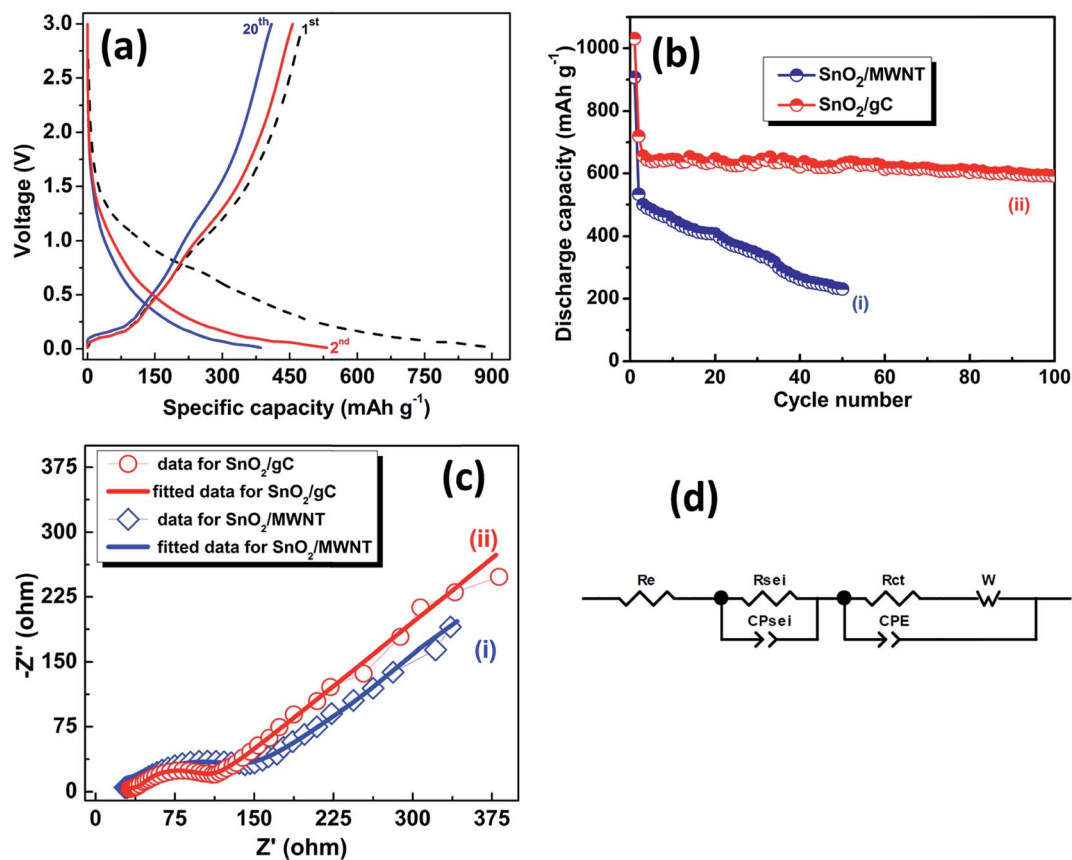 (a)
20th
1st
2nd
3.0
2.5
2.0
1.5
1.0
0.5
0.0
Voltage (V)
0 150 300 450 600 750 900
Specific capacity (mAh g⁻¹)
(b)
SnO₂/MWNT
SnO₂/gC
1000
800
600
400
200
0
Discharge capacity (mAh g⁻¹)
(ii)
(i)
0 20 40 60 80 100
Cycle number
(c)
data for SnO₂/gC
fitted data for SnO₂/gC
data for SnO₂/MWNT
fitted data for SnO₂/MWNT
(ii)
(i)
375
300
225
150
75
0
-Z'' (ohm)
0 75 150 225 300 375
Z' (ohm)
(d)
Re Rsei Rct W
CPsei CPE